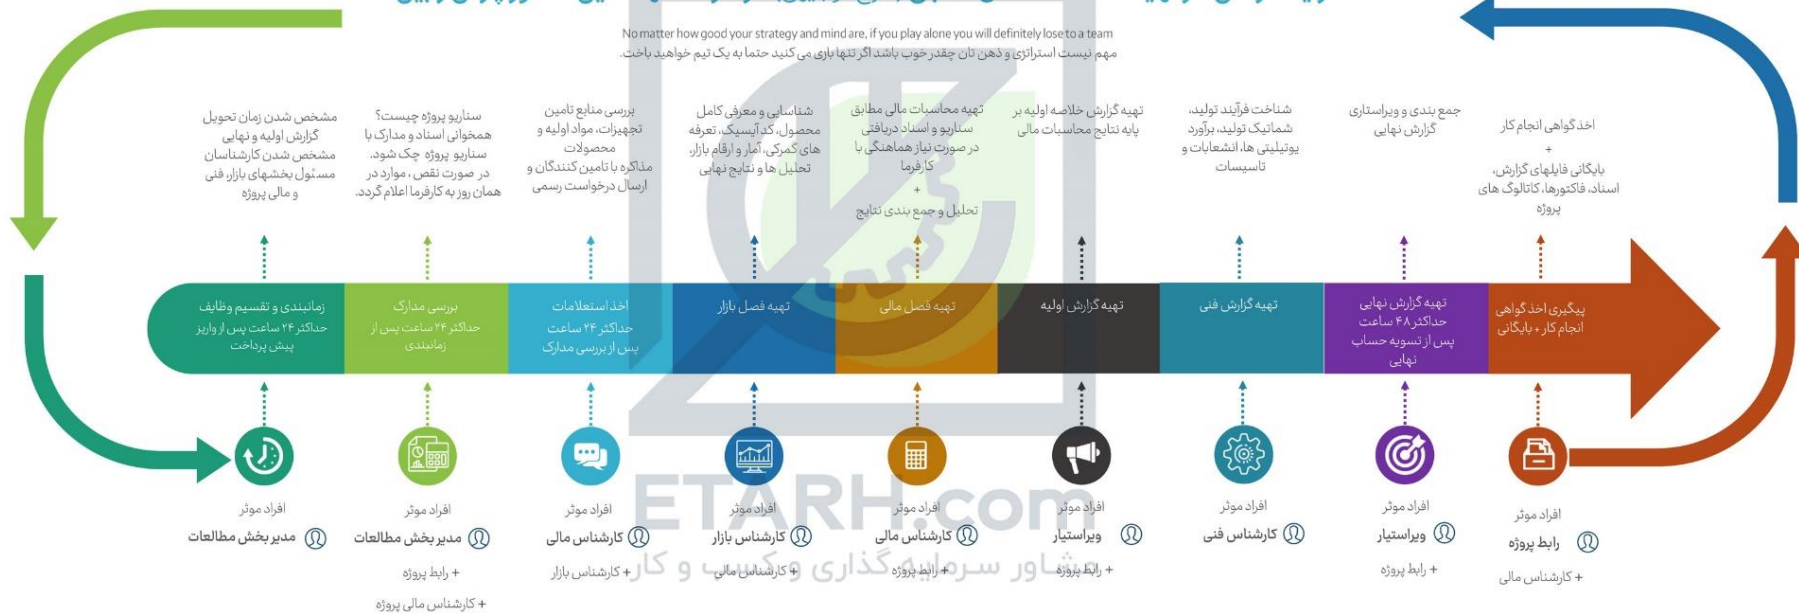 No matter how good your strategy and mind are, if you play alone you will definitely lose to a team
مهم نیست استراتژی و ذهن تان چقدر خوب باشد اگر تنها بازی می کنید حتما به یک تیم خواهید باخت.
مشخص شدن زمان تحویل
گزارش اولیه و نهایی
مشخص شدن کارشناسان
مسئول بخشهای بازار، فنی
و مالی پروژه
سناریو پروژه چیست؟
همخوانی اسناد و مدارک با
سناریو پروژه چک شود.
در صورت نقص، موارد در
همان روز به کارفرما اعلام گردد.
بررسی منابع تامین
تجهیزات، مواد اولیه و
محصولات
مذاکره با تامین کنندگان و
ارسال درخواست رسمی
شناسایی و معرفی کامل
محصول، کد آیسیک، تعرفه
های گمرکی، آمار و ارقام بازار،
تحلیل ها و نتایج نهایی
تهیه محاسبات مالی مطابق
سناریو و اسناد دریافتی
در صورت نیاز هماهنگی با
کارفرما
+
تحلیل و جمع بندی نتایج
تهیه گزارش خلاصه اولیه بر
پایه نتایج محاسبات مالی
شناخت فرآیند تولید،
شماتیک تولید، برآورد
یوتیلیتی ها، انشعابات و
تاسیسات
جمع بندی و ویراستاری
گزارش نهایی
اخذ گواهی انجام کار
+
بایگانی فایلهای گزارش،
اسناد، فاکتورها، کاتالوگ های
پروژه
زمانبندی و تقسیم وظایف
حداکثر ۲۴ ساعت پس از واریز
پیش پرداخت
بررسی مدارک
حداکثر ۲۴ ساعت پس از
زمانبندی
اخذ استعلامات
حداکثر ۲۴ ساعت
پس از بررسی مدارک
تهیه فصل بازار
تهیه فصل مالی
تهیه گزارش اولیه
تهیه گزارش فنی
تهیه گزارش نهایی
حداکثر ۴۸ ساعت
پس از تسویه حساب
نهایی
پیگیری اخذ گواهی
انجام کار + بایگانی
افراد موثر
مدیر بخش مطالعات
افراد موثر
مدیر بخش مطالعات
+ رابط پروژه
+ کارشناس مالی پروژه
افراد موثر
کارشناس مالی
+ کارشناس بازار
افراد موثر
کارشناس بازار
+ کارشناس مالی
افراد موثر
کارشناس مالی
+ رابط پروژه
افراد موثر
ویراستیار
+ رابط پروژه
افراد موثر
کارشناس فنی
افراد موثر
ویراستیار
+ رابط پروژه
افراد موثر
رابط پروژه
+ کارشناس مالی
ETARH.com
مشاور سرمایه گذاری و کسب و کار